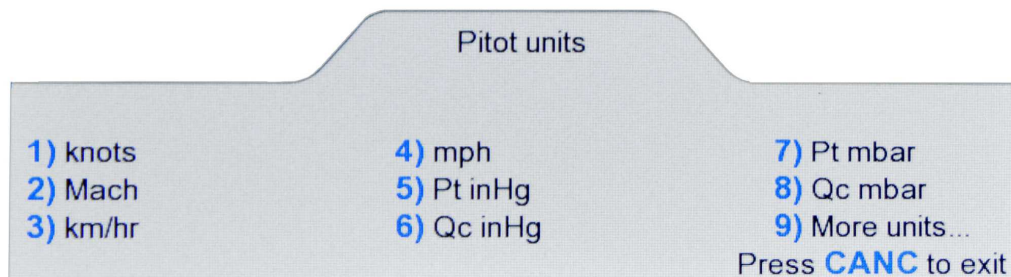 Pitot units
1) knots
2) Mach
3) km/hr
4) mph
5) Pt inHg
6) Qc inHg
7) Pt mbar
8) Qc mbar
9) More units...
Press CANC to exit